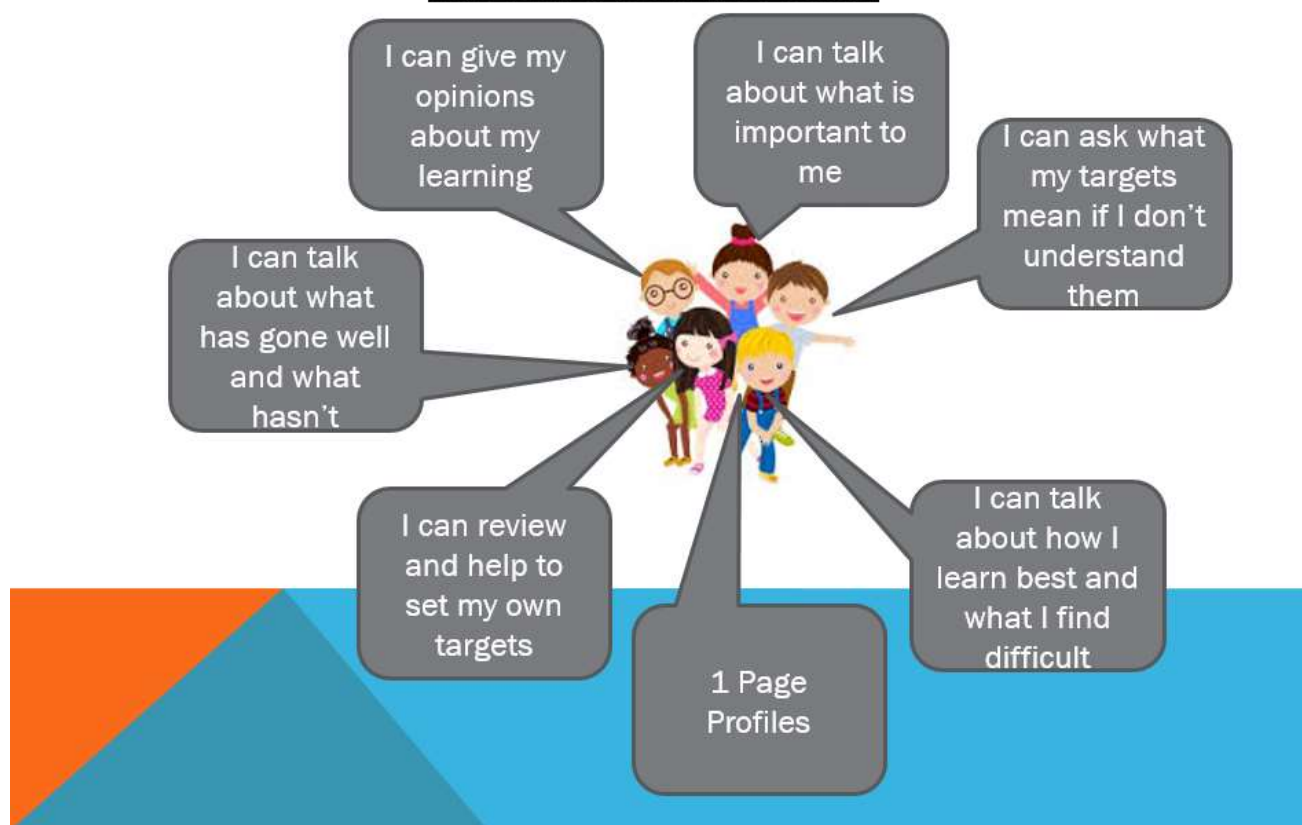 I can give my
opinions
about my
learning
I can talk
about what is
important to
me
I can ask what
my targets
mean if I don't
understand
them
I can talk
about what
has gone well
and what
hasn't
I can review
and help to
set my own
targets
1 Page
Profiles
I can talk
about how I
learn best and
what I find
difficult